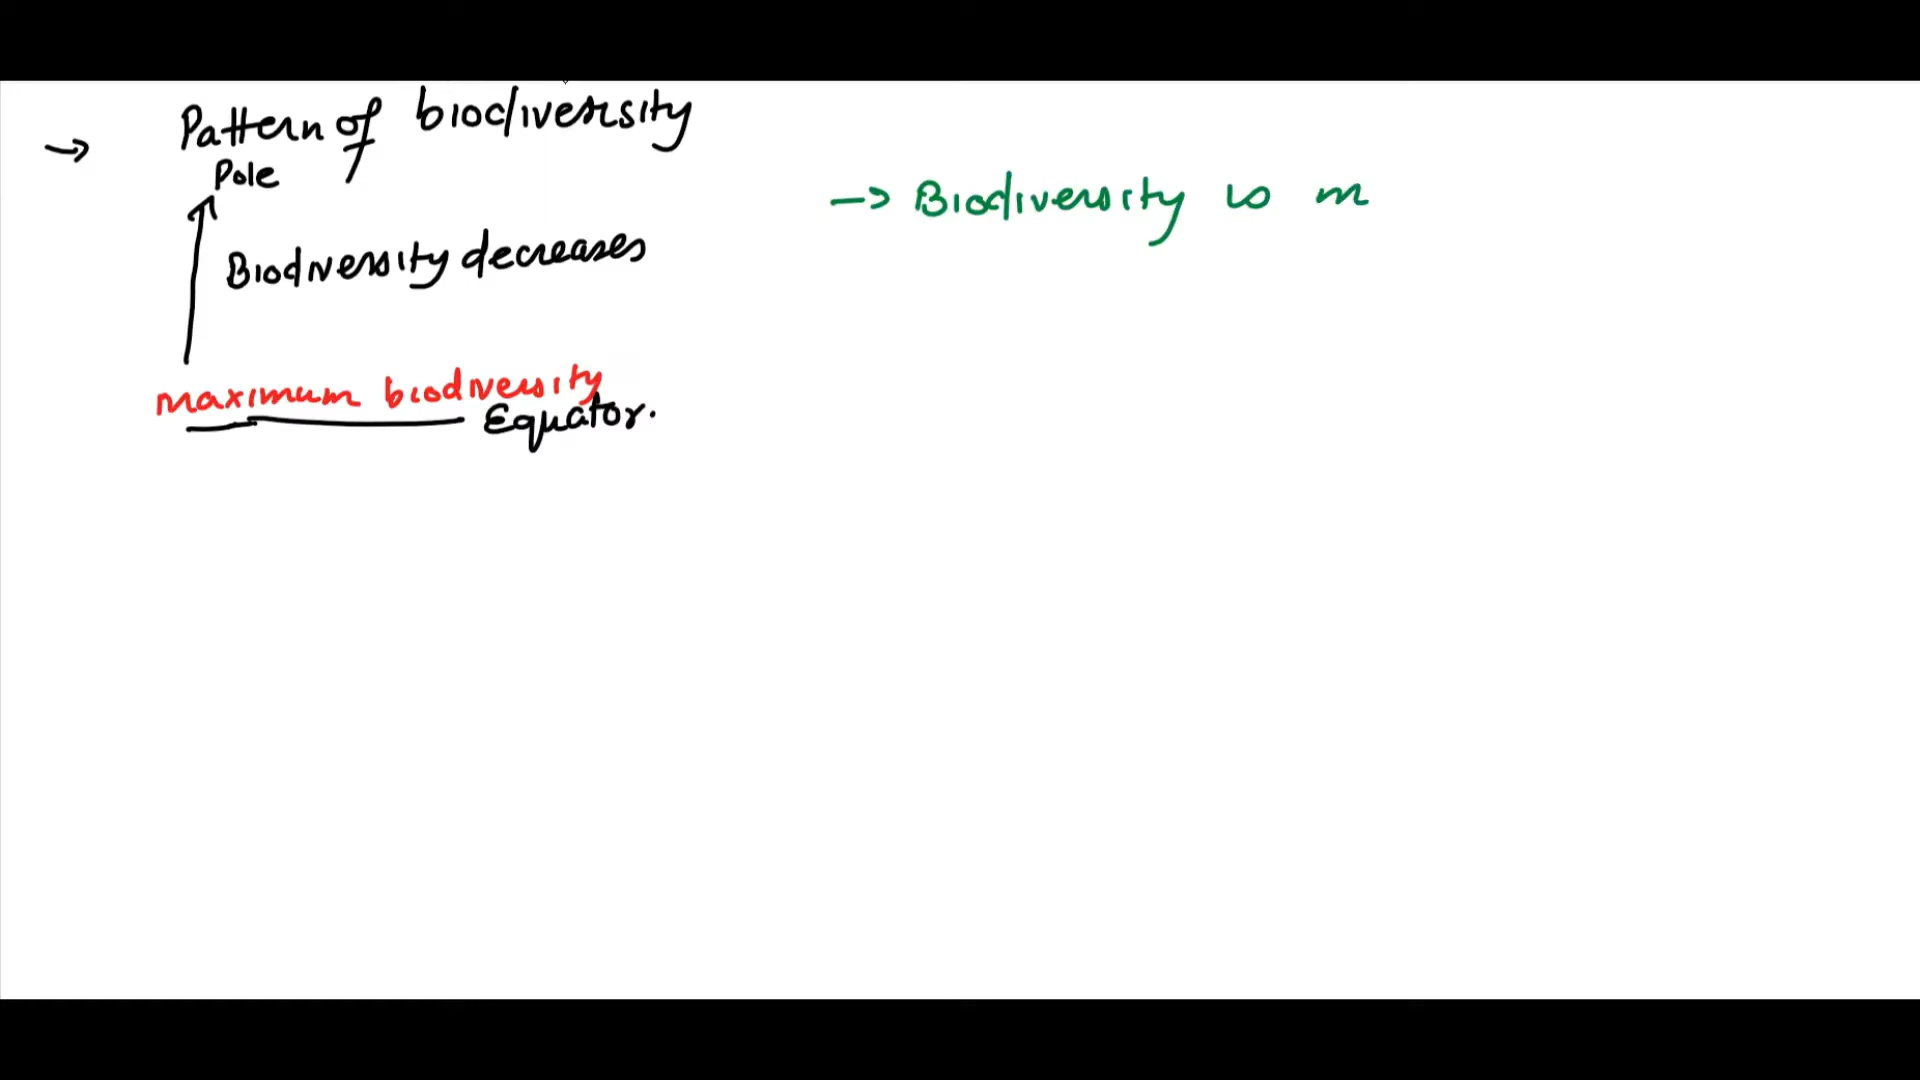 → Pattern of biodiversity
Pole
Biodiversity decreases
maximum biodiversity
Equator.
→ Biodiversity is m